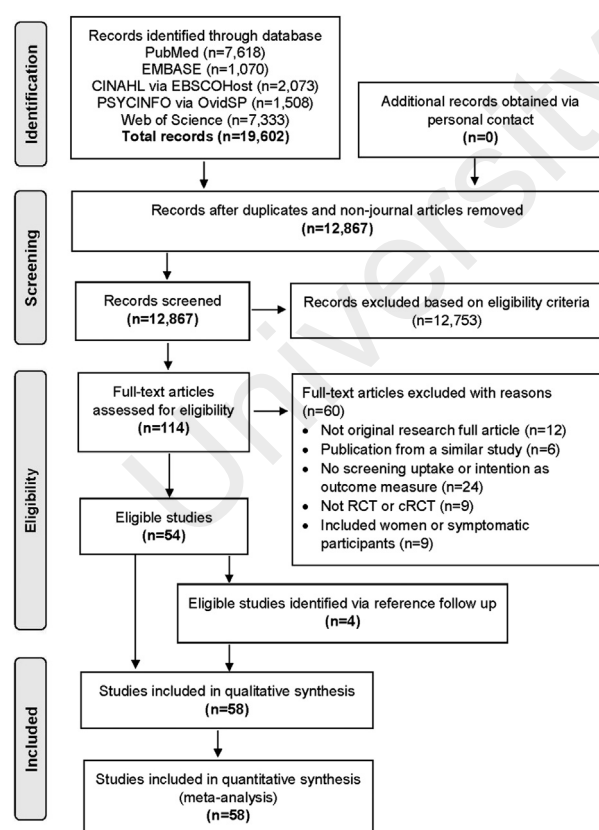 Identification
Records identified through database
PubMed (n=7,618)
EMBASE (n=1,070)
CINAHL via EBSCOHost (n=2,073)
PSYCINFO via OvidSP (n=1,508)
Web of Science (n=7,333)
Total records (n=19,602)
Additional records obtained via
personal contact
(n=0)
Screening
Records after duplicates and non-journal articles removed
(n=12,867)
Records screened
(n=12,867)
Records excluded based on eligibility criteria
(n=12,753)
Eligibility
Full-text articles
assessed for eligibility
(n=114)
Full-text articles excluded with reasons
(n=60)
• Not original research full article (n=12)
• Publication from a similar study (n=6)
• No screening uptake or intention as
outcome measure (n=24)
• Not RCT or cRCT (n=9)
• Included women or symptomatic
participants (n=9)
Eligible studies
(n=54)
Eligible studies identified via reference follow up
(n=4)
Included
Studies included in qualitative synthesis
(n=58)
Studies included in quantitative synthesis
(meta-analysis)
(n=58)
University